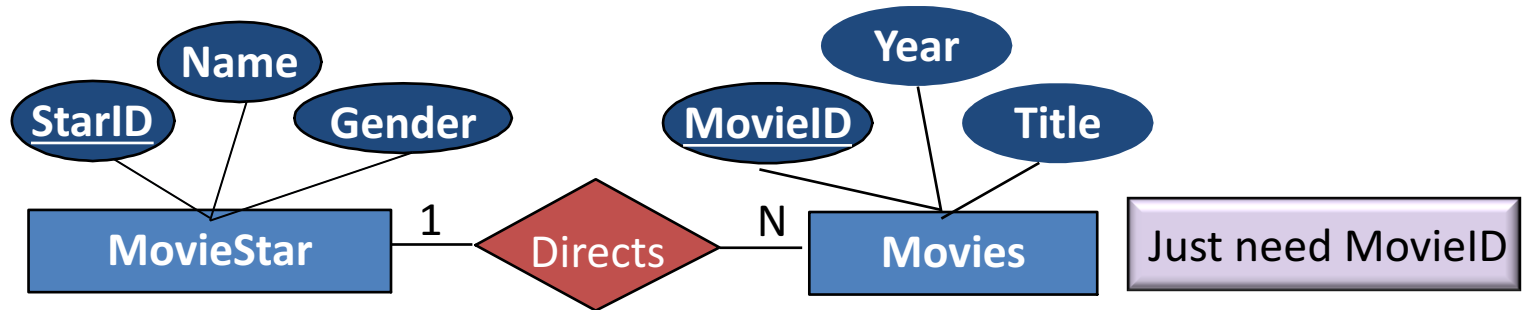 Name
StarID
Gender
Year
MovieID
Title
MovieStar
1
Directs
N
Movies
Just need MovieID